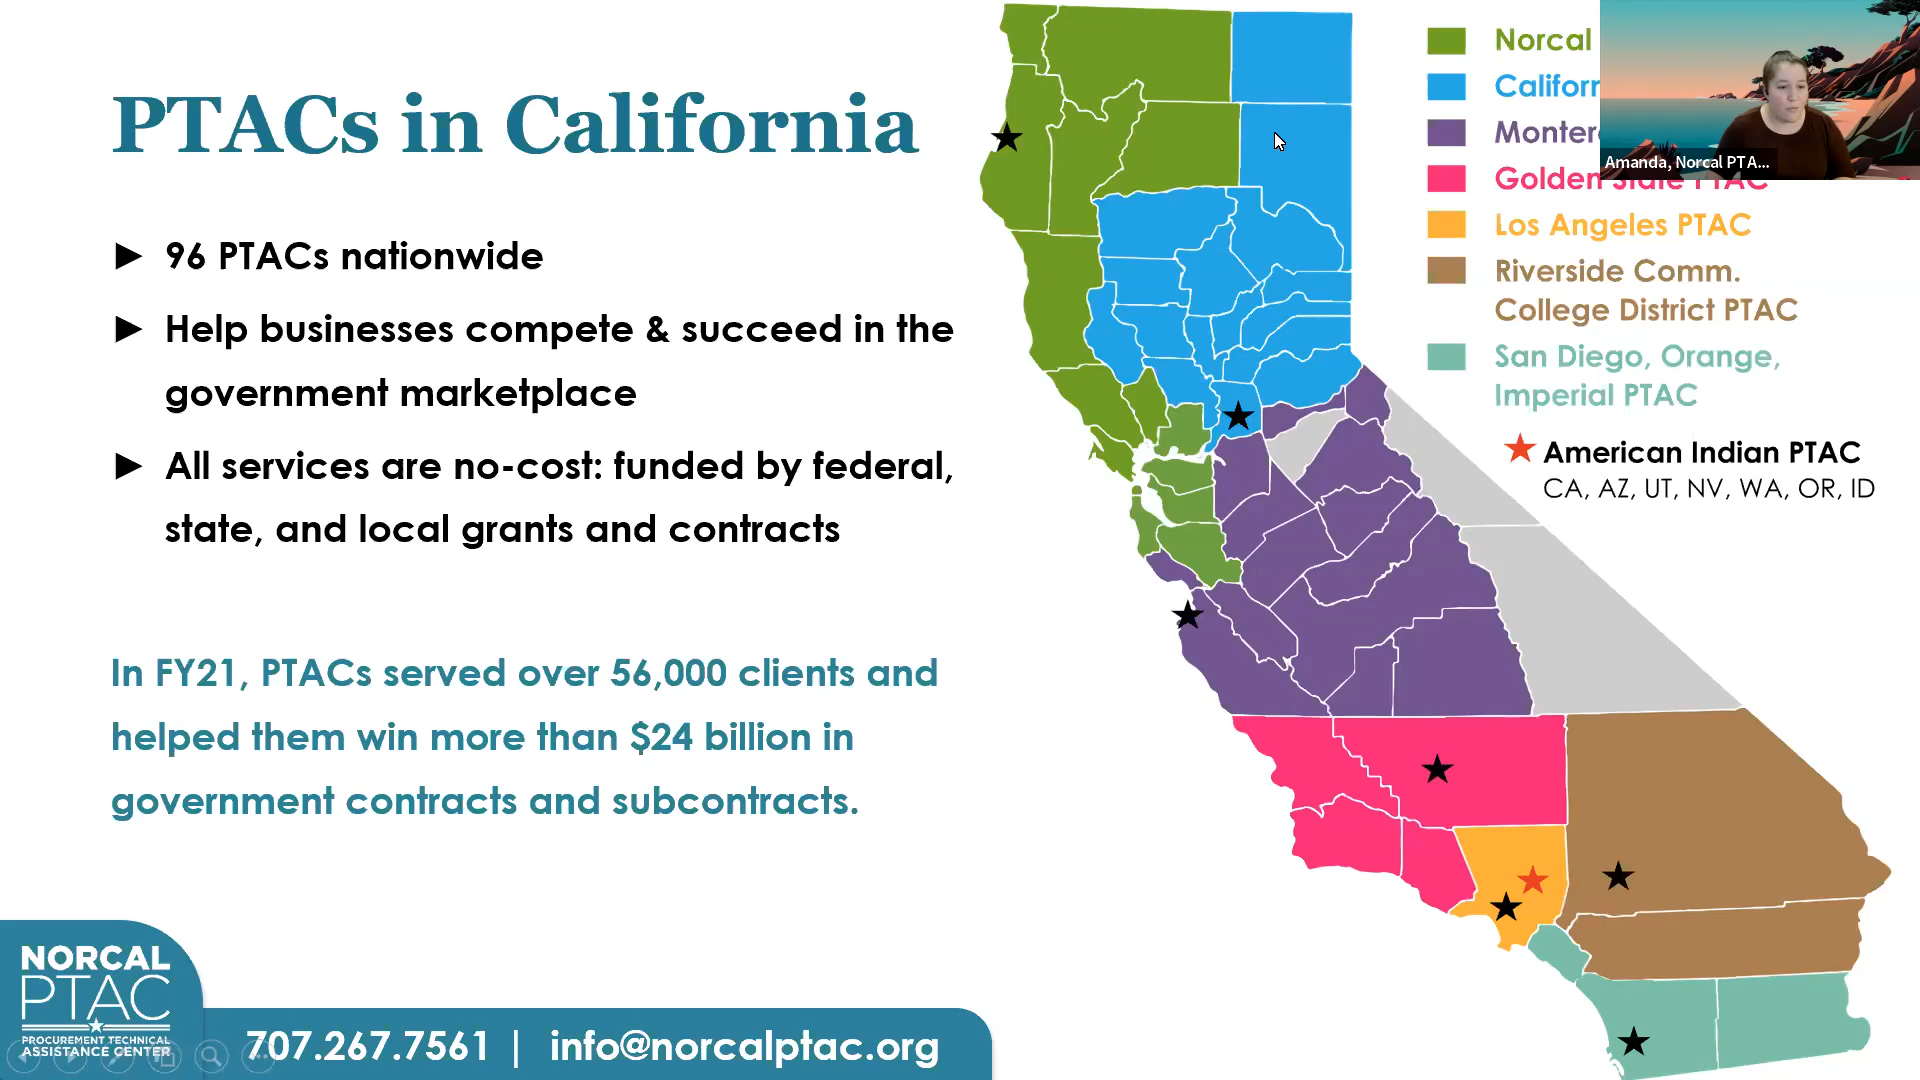 PTACs in California
► 96 PTACs nationwide
► Help businesses compete & succeed in the
government marketplace
► All services are no-cost: funded by federal,
state, and local grants and contracts
In FY21, PTACs served over 56,000 clients and
helped them win more than $24 billion in
government contracts and subcontracts.
NORCAL
PTAC
PROCUREMENT TECHNICAL
ASSISTANCE CENTER
707.267.7561 | info@norcalptac.org
Norcal
Golden State PTAC
Los Angeles PTAC
Riverside Comm.
College District PTAC
San Diego, Orange,
Imperial PTAC
American Indian PTAC
CA, AZ, UT, NV, WA, OR, ID
Amanda, Norcal PTA...